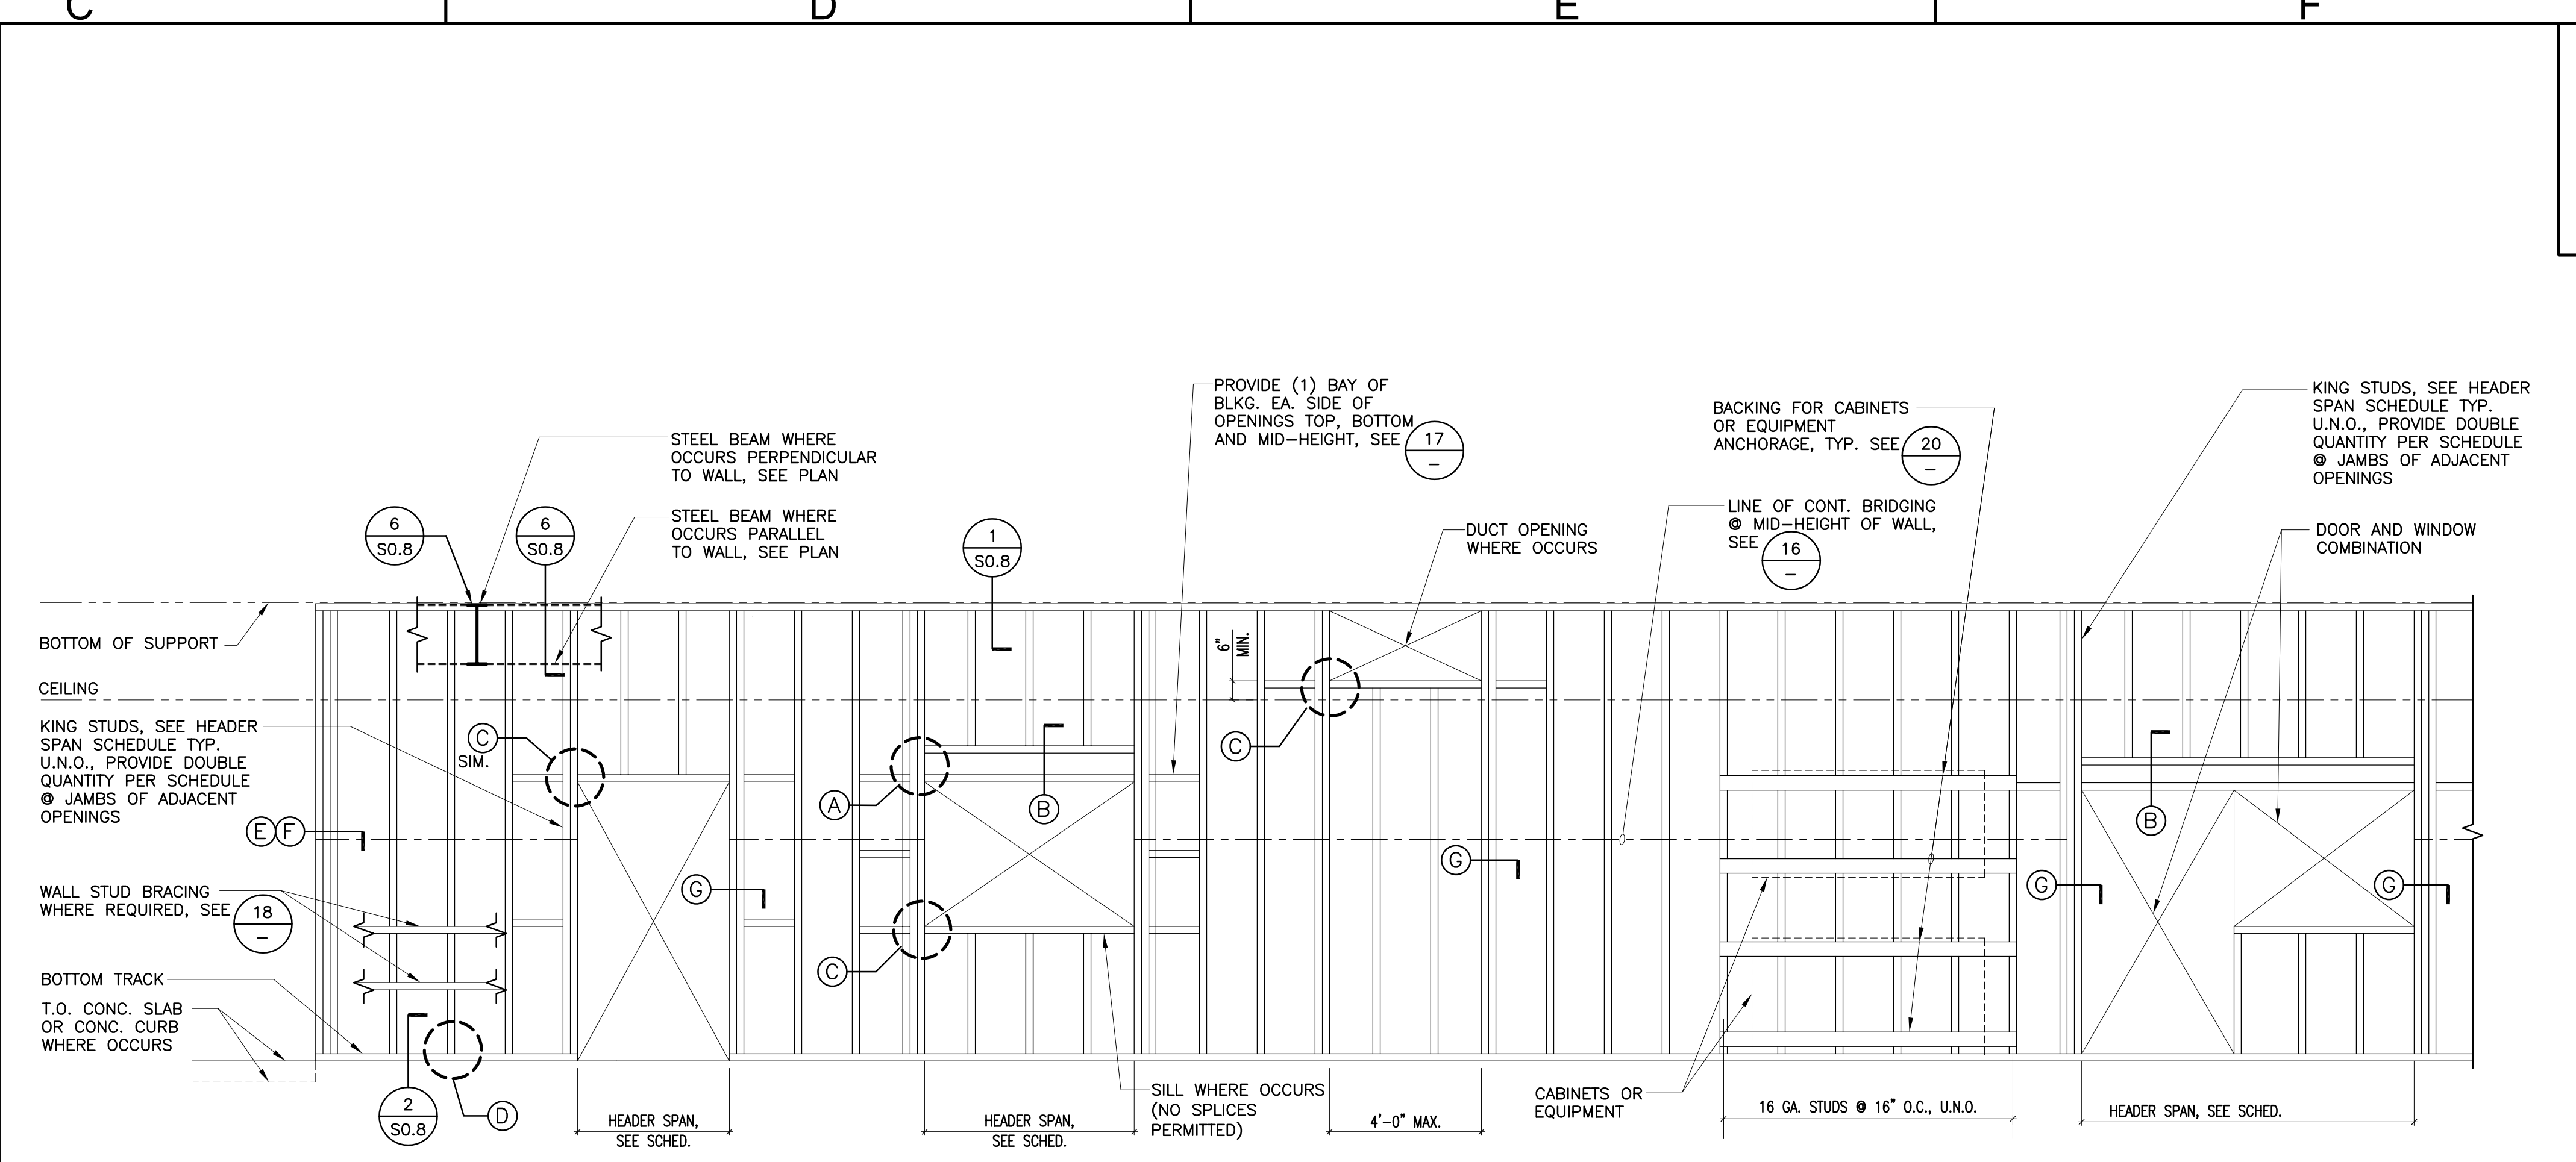 C
D
E
F
PROVIDE (1) BAY OF
BLKG. EA. SIDE OF
OPENINGS TOP, BOTTOM
AND MID-HEIGHT, SEE
17
-
BACKING FOR CABINETS
OR EQUIPMENT
ANCHORAGE, TYP. SEE
20
-
KING STUDS, SEE HEADER
SPAN SCHEDULE TYP.
U.N.O., PROVIDE DOUBLE
QUANTITY PER SCHEDULE
@ JAMBS OF ADJACENT
OPENINGS
STEEL BEAM WHERE
OCCURS PERPENDICULAR
TO WALL, SEE PLAN
STEEL BEAM WHERE
OCCURS PARALLEL
TO WALL, SEE PLAN
6
S0.8
6
S0.8
1
S0.8
DUCT OPENING
WHERE OCCURS
LINE OF CONT. BRIDGING
@ MID-HEIGHT OF WALL,
SEE
16
-
DOOR AND WINDOW
COMBINATION
BOTTOM OF SUPPORT
6"
MIN.
CEILING
KING STUDS, SEE HEADER
SPAN SCHEDULE TYP.
U.N.O., PROVIDE DOUBLE
QUANTITY PER SCHEDULE
@ JAMBS OF ADJACENT
OPENINGS
C
SIM.
C
A
B
B
E F
G
G
G
G
WALL STUD BRACING
WHERE REQUIRED, SEE
18
-
C
BOTTOM TRACK
T.O. CONC. SLAB
OR CONC. CURB
WHERE OCCURS
2
S0.8
D
HEADER SPAN,
SEE SCHED.
HEADER SPAN,
SEE SCHED.
SILL WHERE OCCURS
(NO SPLICES
PERMITTED)
4'-0" MAX.
CABINETS OR
EQUIPMENT
16 GA. STUDS @ 16" O.C., U.N.O.
HEADER SPAN, SEE SCHED.